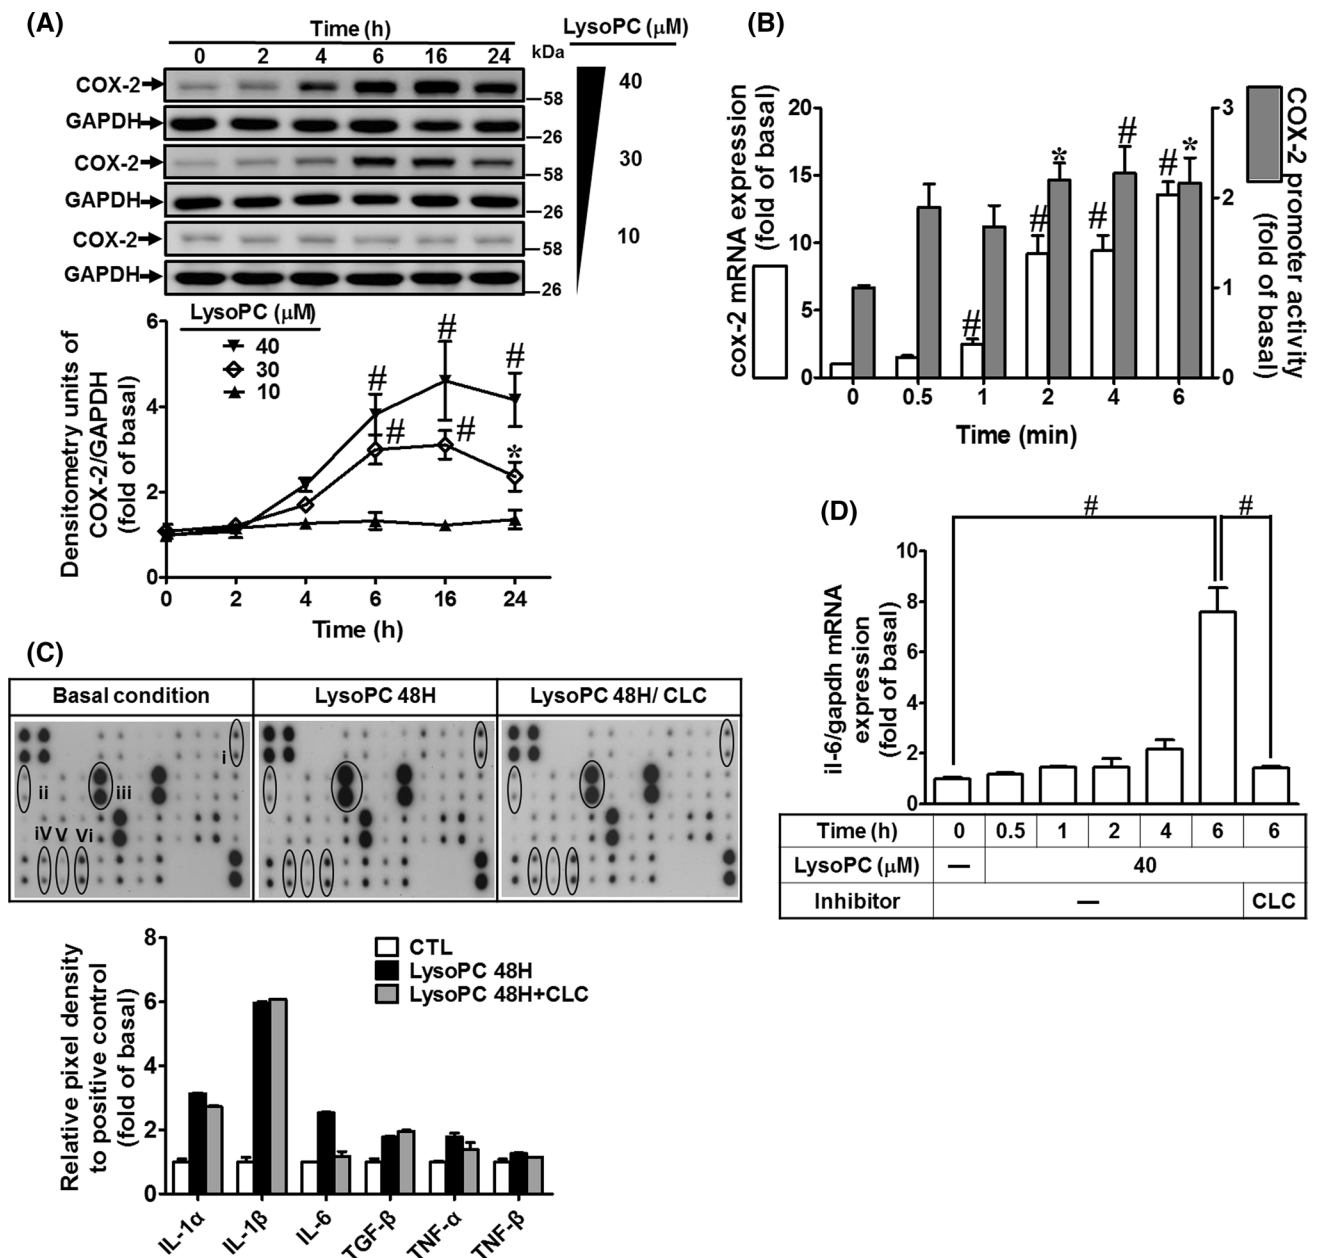 (A)
Time (h)
LysoPC (µM)
0 2 4 6 16 24
kDa
COX-2
58
40
GAPDH
26
COX-2
58
30
GAPDH
26
COX-2
58
10
GAPDH
26
LysoPC (µM)
40
30
10
Densitometry units of
COX-2/GAPDH
(fold of basal)
6
4
2
0
# # #
# # *
0 2 4 6 16 24
Time (h)
(B)
cox-2 mRNA expression
(fold of basal)
20
15
10
5
0
COX-2 promoter activity
(fold of basal)
3
2
1
0
# # * # # # *
0 0.5 1 2 4 6
Time (min)
(C)
Basal condition
LysoPC 48H
LysoPC 48H/ CLC
i
ii
iii
iV V Vi
Relative pixel density
to positive control
(fold of basal)
8
6
4
2
0
CTL
LysoPC 48H
LysoPC 48H+CLC
IL-1α IL-1β IL-6 TGF-β TNF-α TNF-β
(D)
# #
il-6/gapdh mRNA
expression
(fold of basal)
10
8
6
4
2
0
Time (h) 0 0.5 1 2 4 6 6
LysoPC (µM) — 40
Inhibitor — CLC